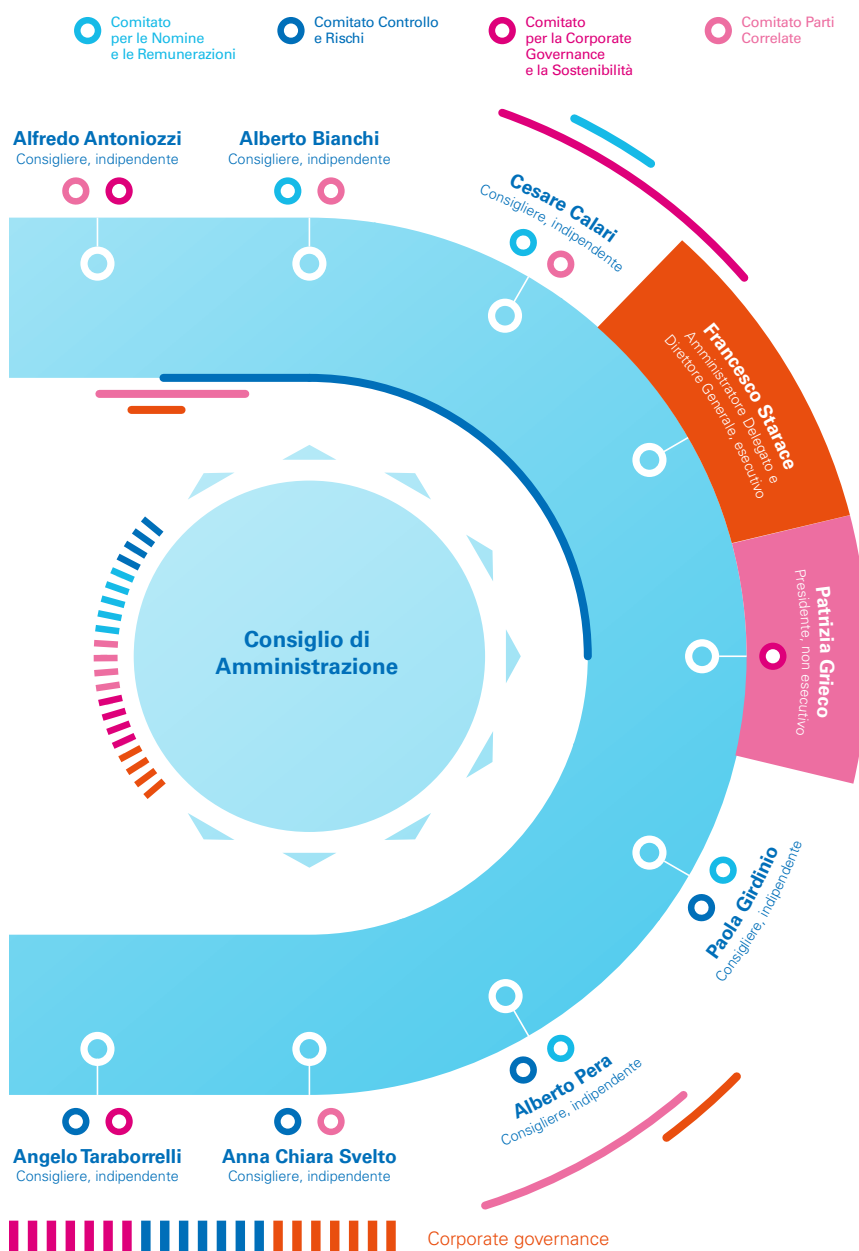 Comitato
per le Nomine
e le Remunerazioni
Comitato Controllo
e Rischi
Comitato
per la Corporate
Governance
e la Sostenibilità
Comitato Parti
Correlate
Alfredo Antoniozzi
Consigliere, indipendente
Alberto Bianchi
Consigliere, indipendente
Cesare Calari
Consigliere, indipendente
Francesco Starace
Amministratore Delegato e
Direttore Generale, esecutivo
Patrizia Grieco
Presidente, non esecutivo
Consiglio di
Amministrazione
Paola Girdinio
Consigliere, indipendente
Alberto Pera
Consigliere, indipendente
Angelo Taraborrelli
Consigliere, indipendente
Anna Chiara Svelto
Consigliere, indipendente
Corporate governance